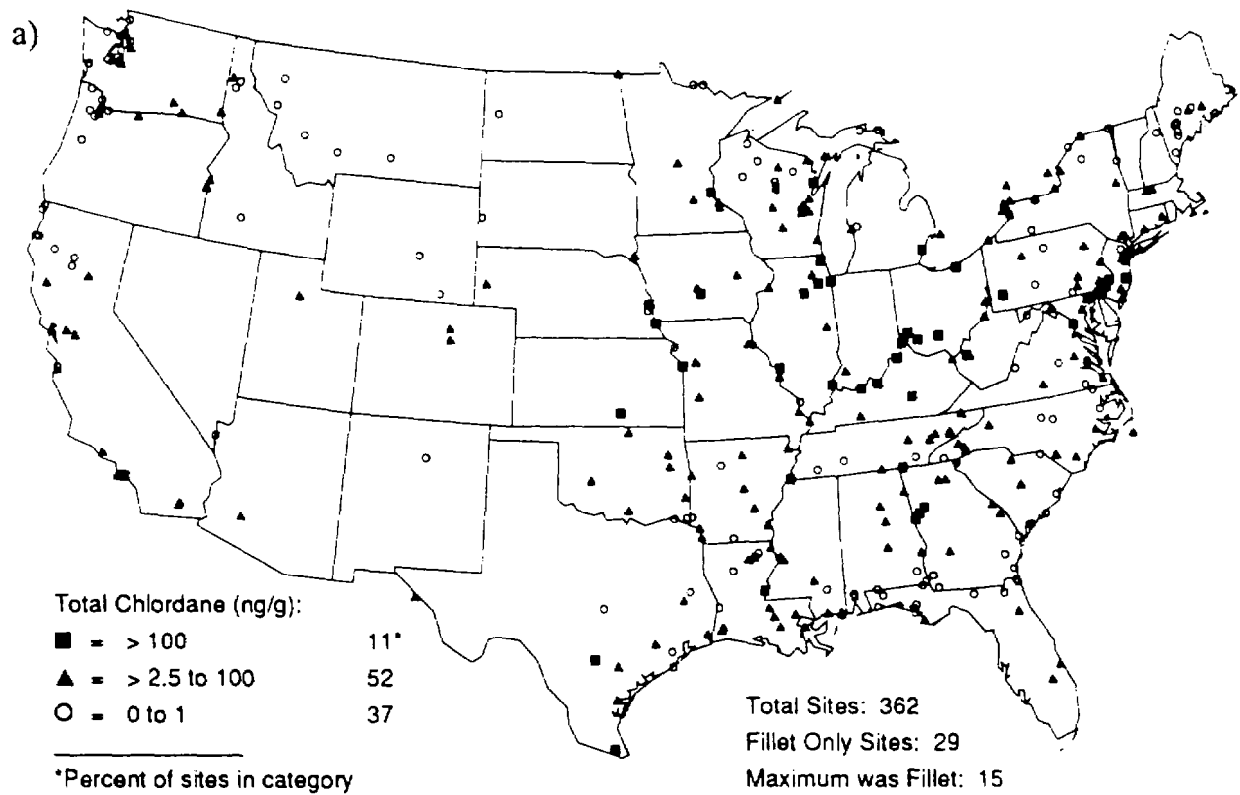 a)
Total Chlordane (ng/g):
■ = > 100 11*
▲ = > 2.5 to 100 52
O = 0 to 1 37
*Percent of sites in category
Total Sites: 362
Fillet Only Sites: 29
Maximum was Fillet: 15